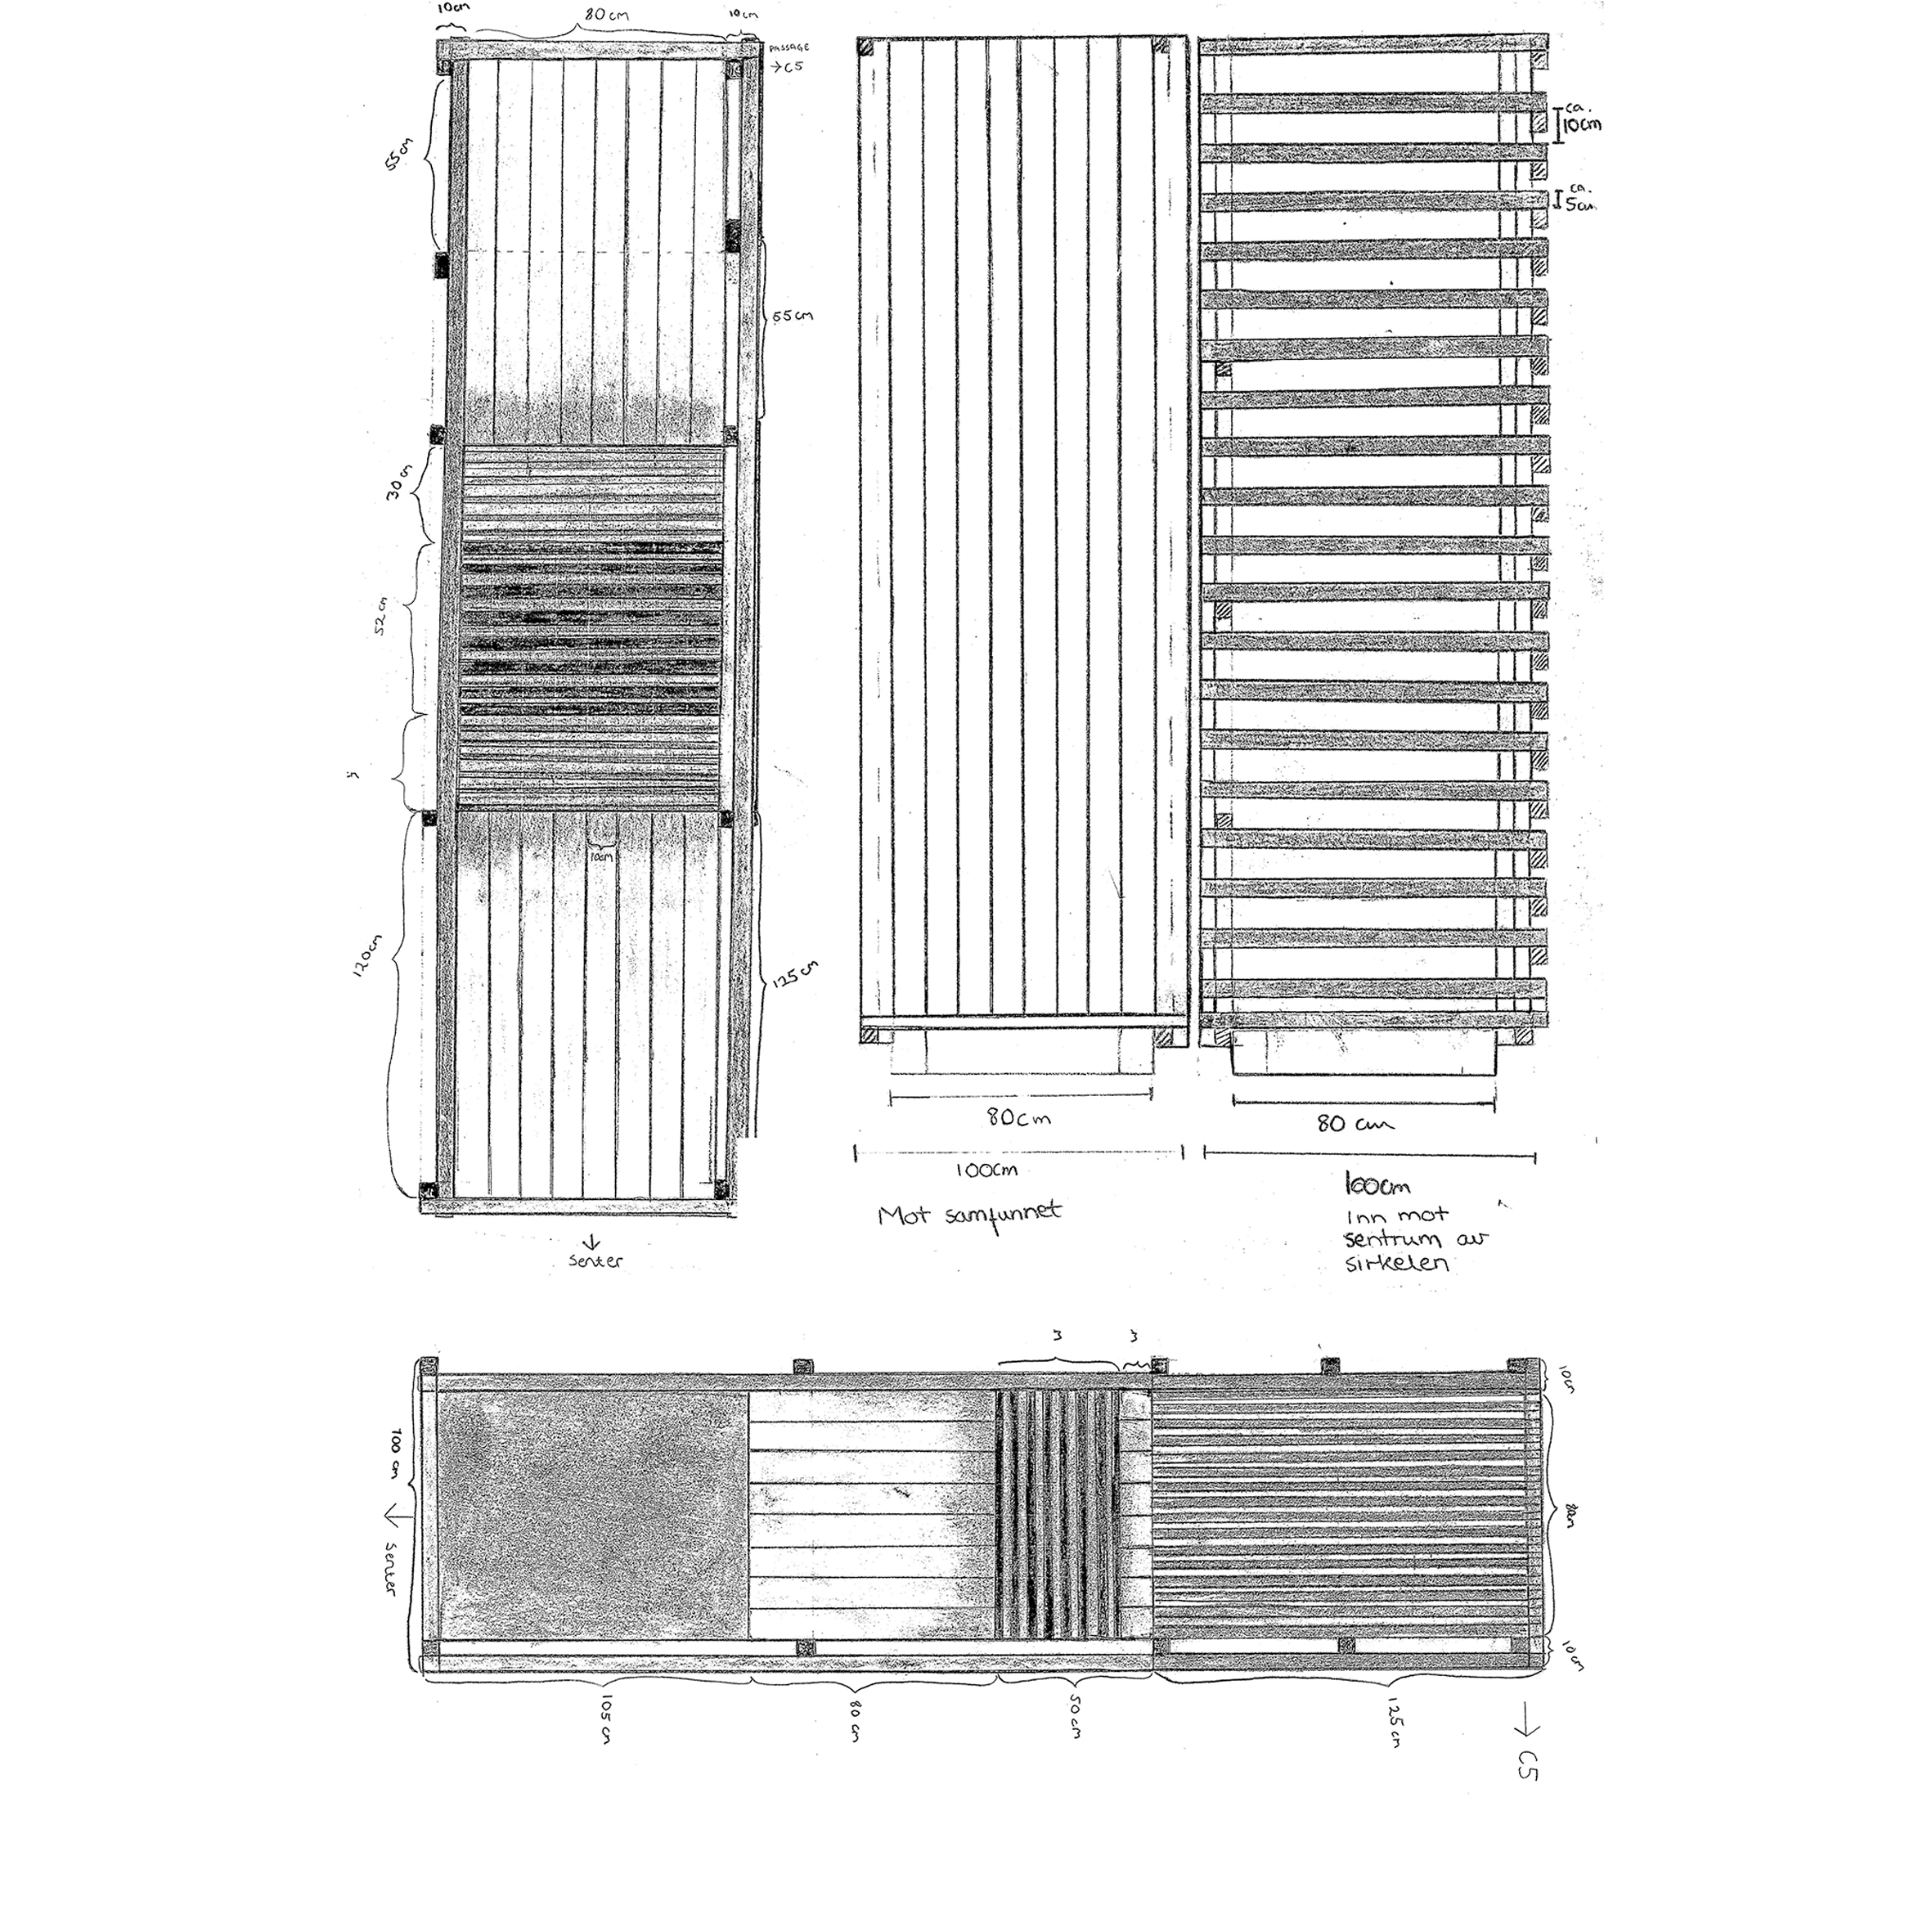 10cm
80cm
10cm
PASSAGE
→C5
55cm
55cm
30cm
52cm
10cm
120cm
125cm
↓
Senter
ca.
10cm
ca.
5cm
80cm
100cm
Mot samfunnet
80 cm
100cm
Inn mot
sentrum av
sirkelen
10cm
80cm
10cm
100 cm
← Senter
105 cm
80 cm
50 cm
125 cm
→ C5